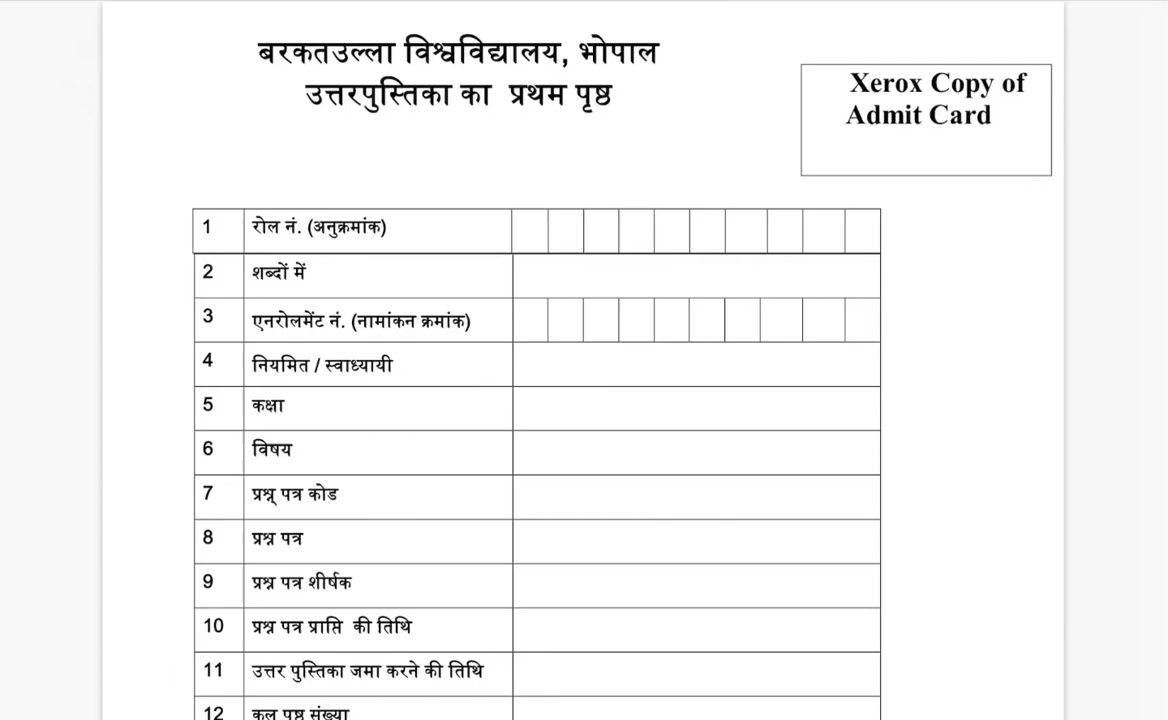 बरकतउल्ला विश्वविद्यालय, भोपाल
उत्तरपुस्तिका का प्रथम पृष्ठ
Xerox Copy of
Admit Card
1 रोल नं. (अनुक्रमांक)
2 शब्दों में
3 एनरोलमेंट नं. (नामांकन क्रमांक)
4 नियमित / स्वाध्यायी
5 कक्षा
6 विषय
7 प्रश्न् पत्र कोड
8 प्रश्न पत्र
9 प्रश्न पत्र शीर्षक
10 प्रश्न पत्र प्राप्ति की तिथि
11 उत्तर पुस्तिका जमा करने की तिथि
12 कुल पृष्ठ संख्या